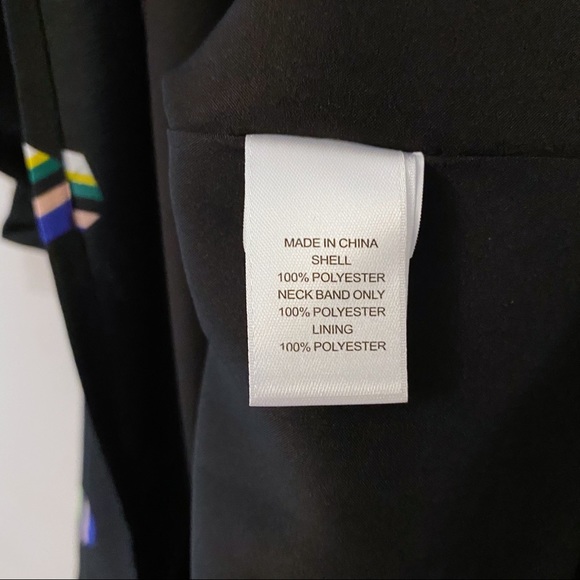 MADE IN CHINA
SHELL
100% POLYESTER
NECK BAND ONLY
100% POLYESTER
LINING
100% POLYESTER